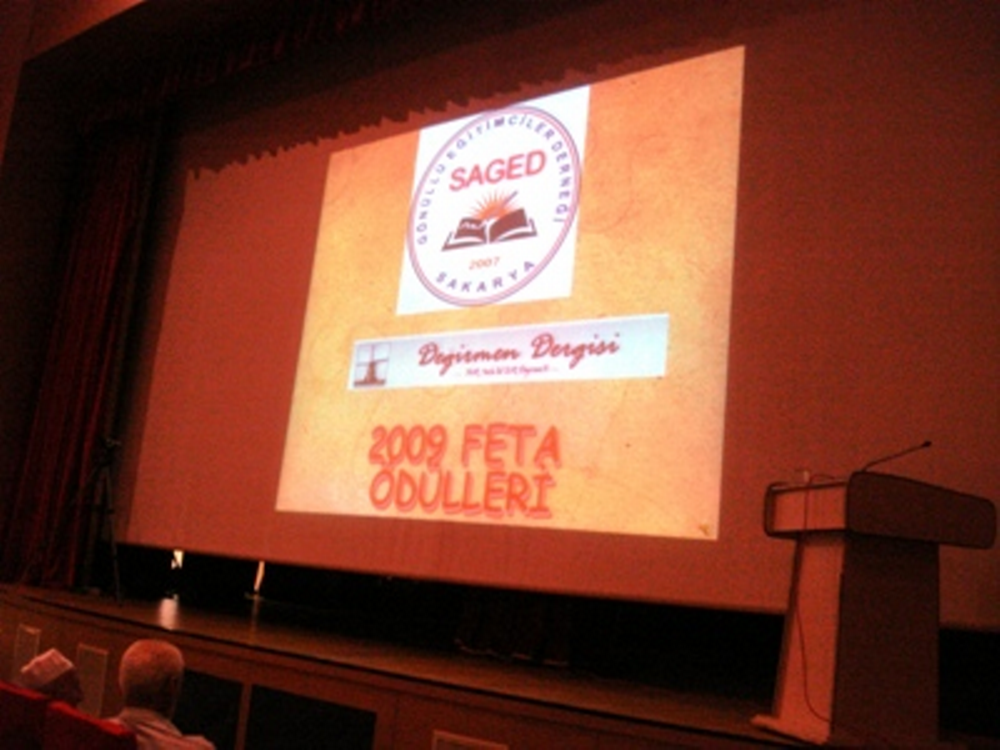 GÖNÜLLÜ EĞİTİMCİLER DERNEĞİ
SAGED
2007
SAKARYA
Değirmen Dergisi
2009 FETA
ÖDÜLLERİ